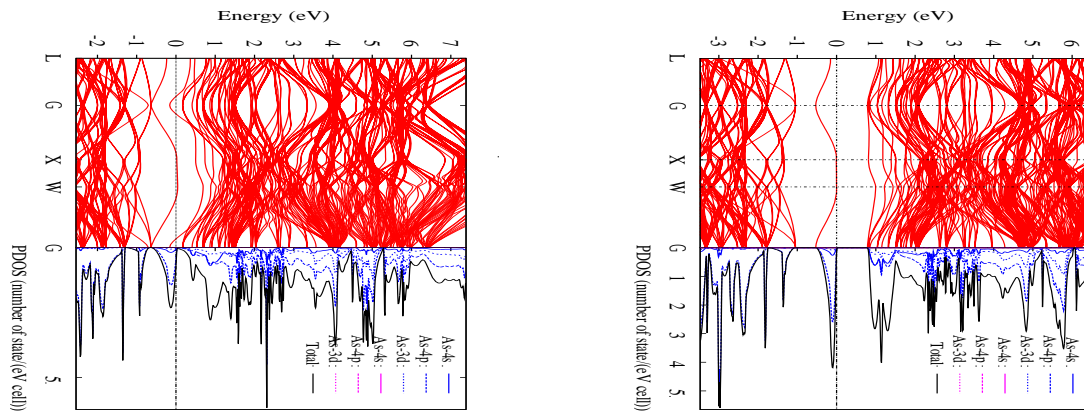 Energy (eV)
-2 -1 0 1 2 3 4 5 6 7
L
G
X
W
G
5.
PDOS (number of state/(eV cell))
As-4s:
As-4p:
As-3d:
As-4s:
As-4p:
As-3d:
Total:
Energy (eV)
-3 -2 -1 0 1 2 3 4 5 6
L
G
X
W
G
1
2
3
4
5.
PDOS (number of state/(eV cell))
As-4s:
As-4p:
As-3d:
As-4s:
As-4p:
As-3d:
Total: